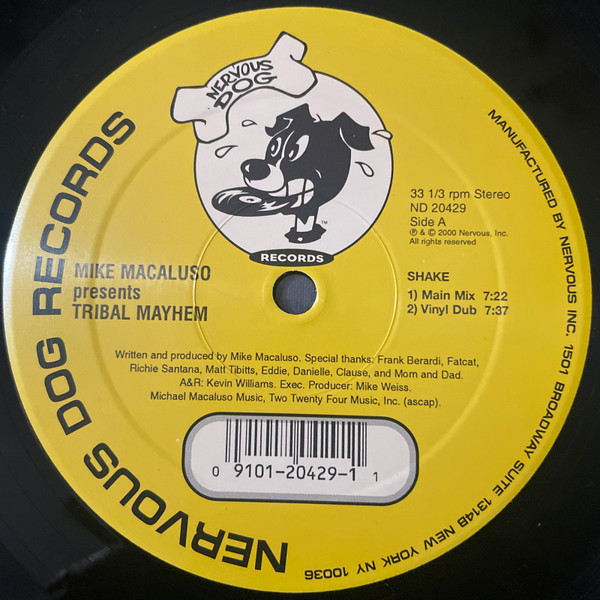 NERVOUS
DOG
RECORDS
NERVOUS DOG RECORDS
MANUFACTURED BY NERVOUS INC. 1501 BROADWAY SUITE 1314B NEW YORK NY 10036
33 1/3 rpm Stereo
ND 20429
Side A
℗ & © 2000 Nervous, Inc.
All rights reserved
MIKE MACALUSO
presents
TRIBAL MAYHEM
SHAKE
1) Main Mix 7:22
2) Vinyl Dub 7:37
Written and produced by Mike Macaluso. Special thanks: Frank Berardi, Fatcat,
Richie Santana, Matt Tibitts, Eddie, Danielle, Clause, and Mom and Dad.
A&R: Kevin Williams. Exec. Producer: Mike Weiss.
Michael Macaluso Music, Two Twenty Four Music, Inc. (ascap).
0 9101-20429-1 1
TM